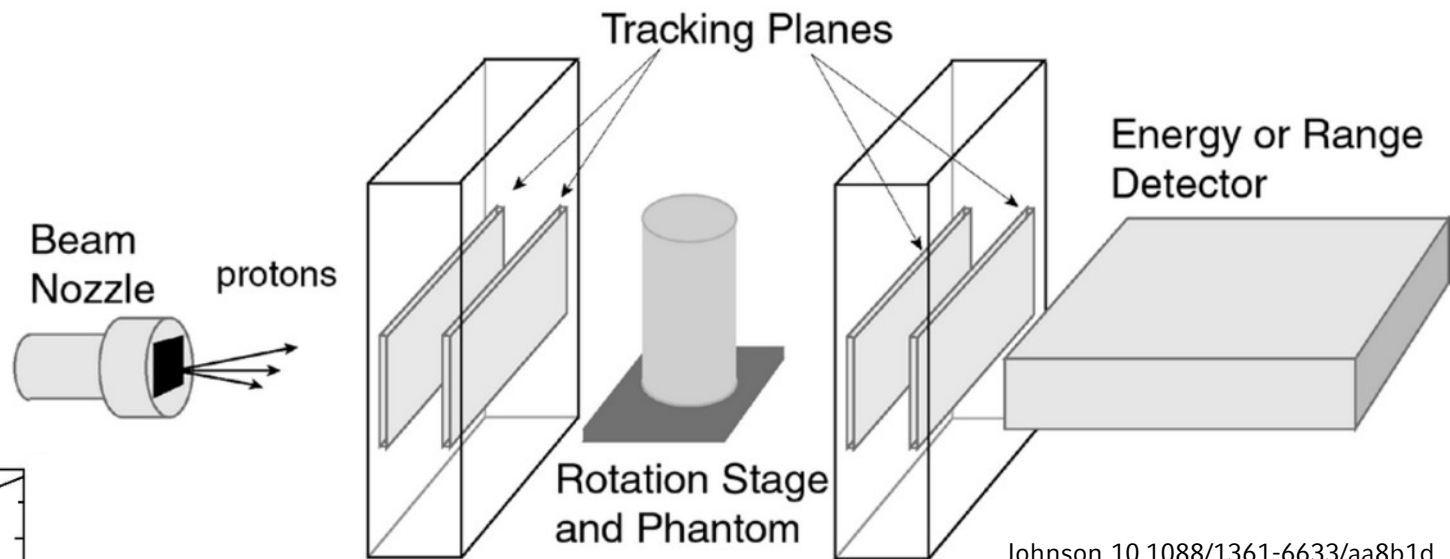 Tracking Planes
Energy or Range
Detector
Beam
Nozzle
protons
Rotation Stage
and Phantom
Johnson 10.1088/1361-6633/aa8b1d